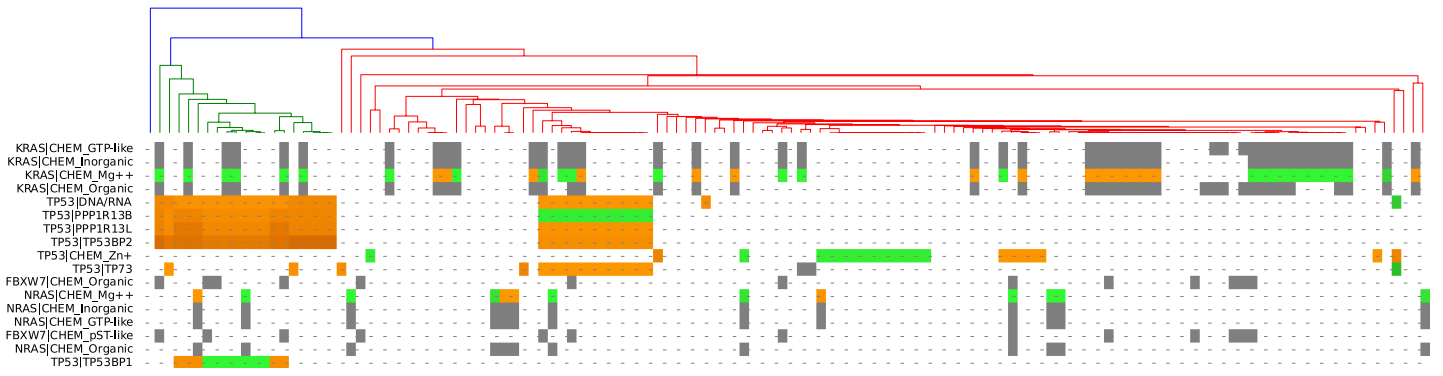 KRAS|CHEM_GTP-like
KRAS|CHEM_Inorganic
KRAS|CHEM_Mg++
KRAS|CHEM_Organic
TP53|DNA/RNA
TP53|PPP1R13B
TP53|PPP1R13L
TP53|TP53BP2
TP53|CHEM_Zn+
TP53|TP73
FBXW7|CHEM_Organic
NRAS|CHEM_Mg++
NRAS|CHEM_Inorganic
NRAS|CHEM_GTP-like
FBXW7|CHEM_pST-like
NRAS|CHEM_Organic
TP53|TP53BP1